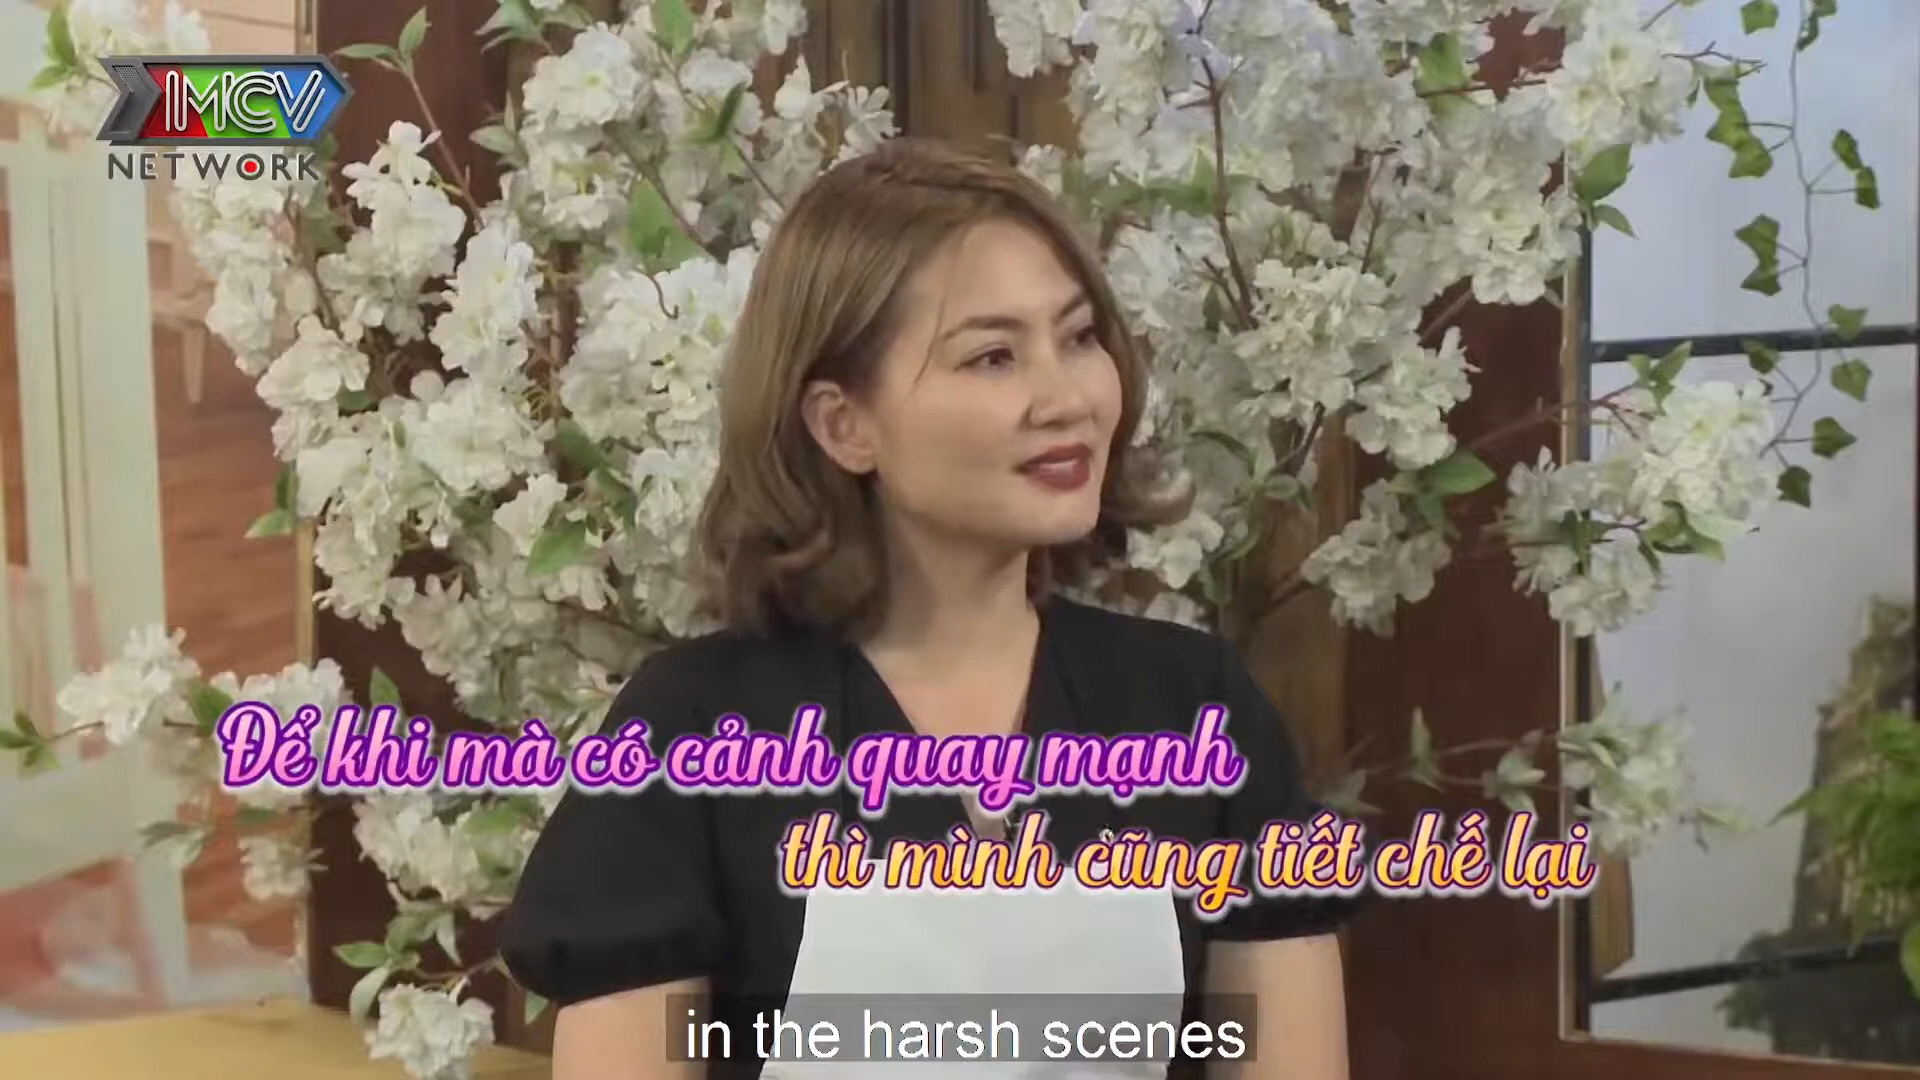 MCV
NETWORK
Để khi mà có cảnh quay mạnh
thì mình cũng tiết chế lại
in the harsh scenes